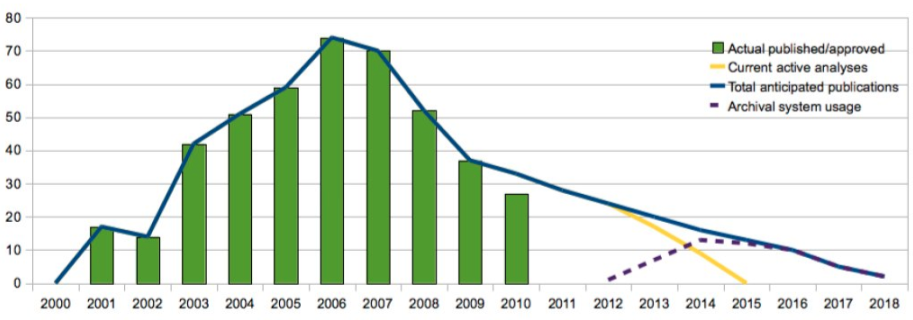 80
70
60
50
40
30
20
10
0
Actual published/approved
Current active analyses
Total anticipated publications
Archival system usage
2000 2001 2002 2003 2004 2005 2006 2007 2008 2009 2010 2011 2012 2013 2014 2015 2016 2017 2018